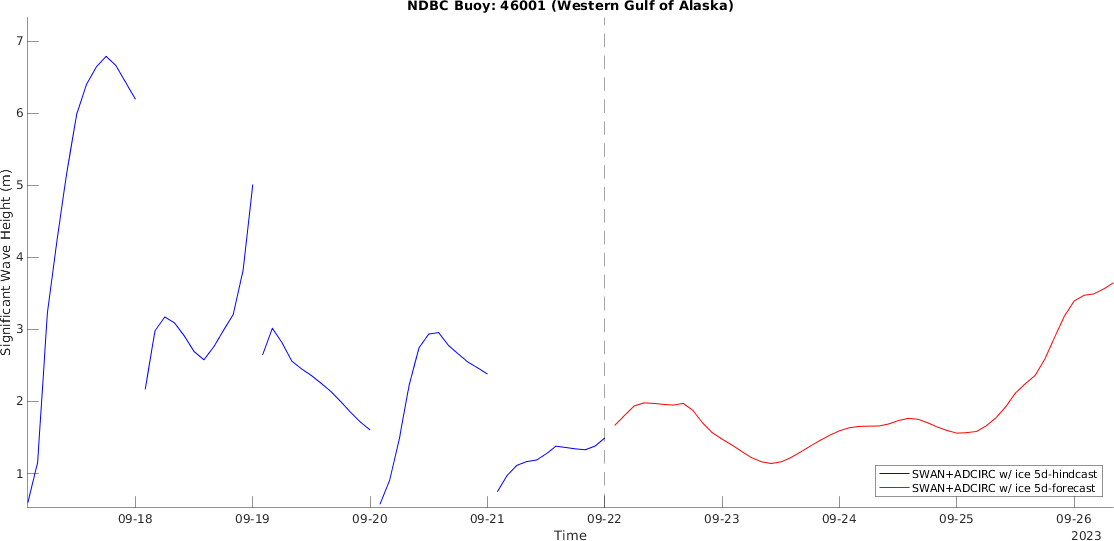 NDBC Buoy: 46001 (Western Gulf of Alaska)
Significant Wave Height (m)
7
6
5
4
3
2
1
SWAN+ADCIRC w/ ice 5d-hindcast
SWAN+ADCIRC w/ ice 5d-forecast
09-18 09-19 09-20 09-21 09-22 09-23 09-24 09-25 09-26
Time
2023